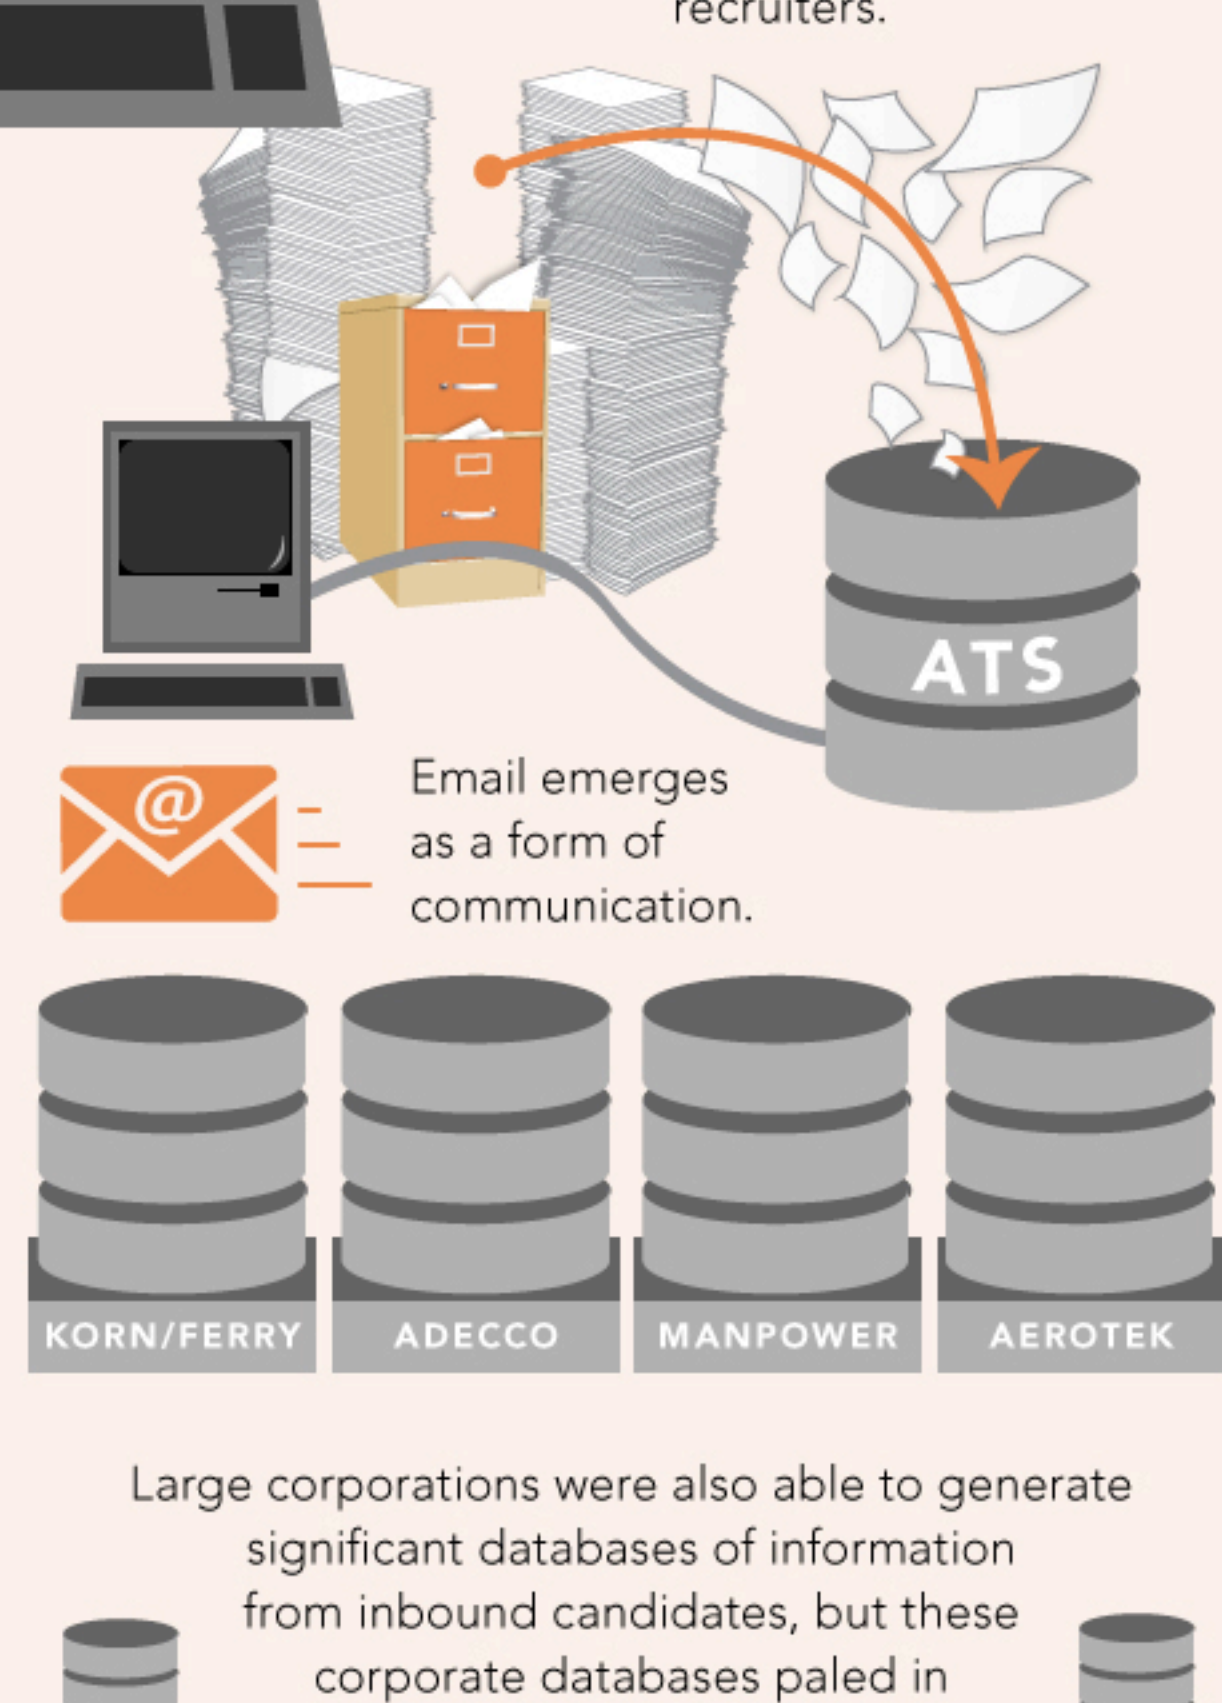 recruiters.
ATS
@
Email emerges
as a form of
communication.
KORN/FERRY
ADECCO
MANPOWER
AEROTEK
Large corporations were also able to generate
significant databases of information
from inbound candidates, but these
corporate databases paled in